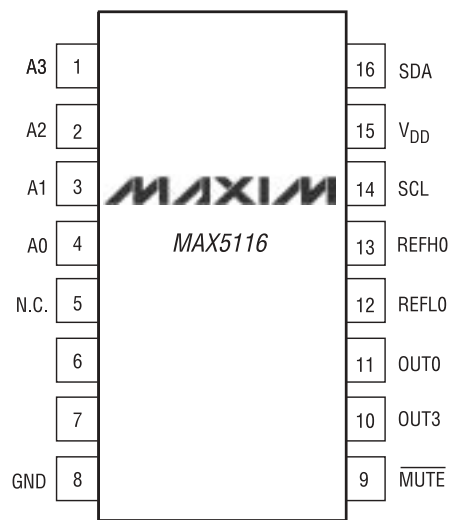 A3 1 16 SDA
A2 2 15 VDD
A1 3 MAXIM 14 SCL
A0 4 MAX5116 13 REFH0
N.C. 5 12 REFL0
6 11 OUT0
7 10 OUT3
GND 8 9 MUTE